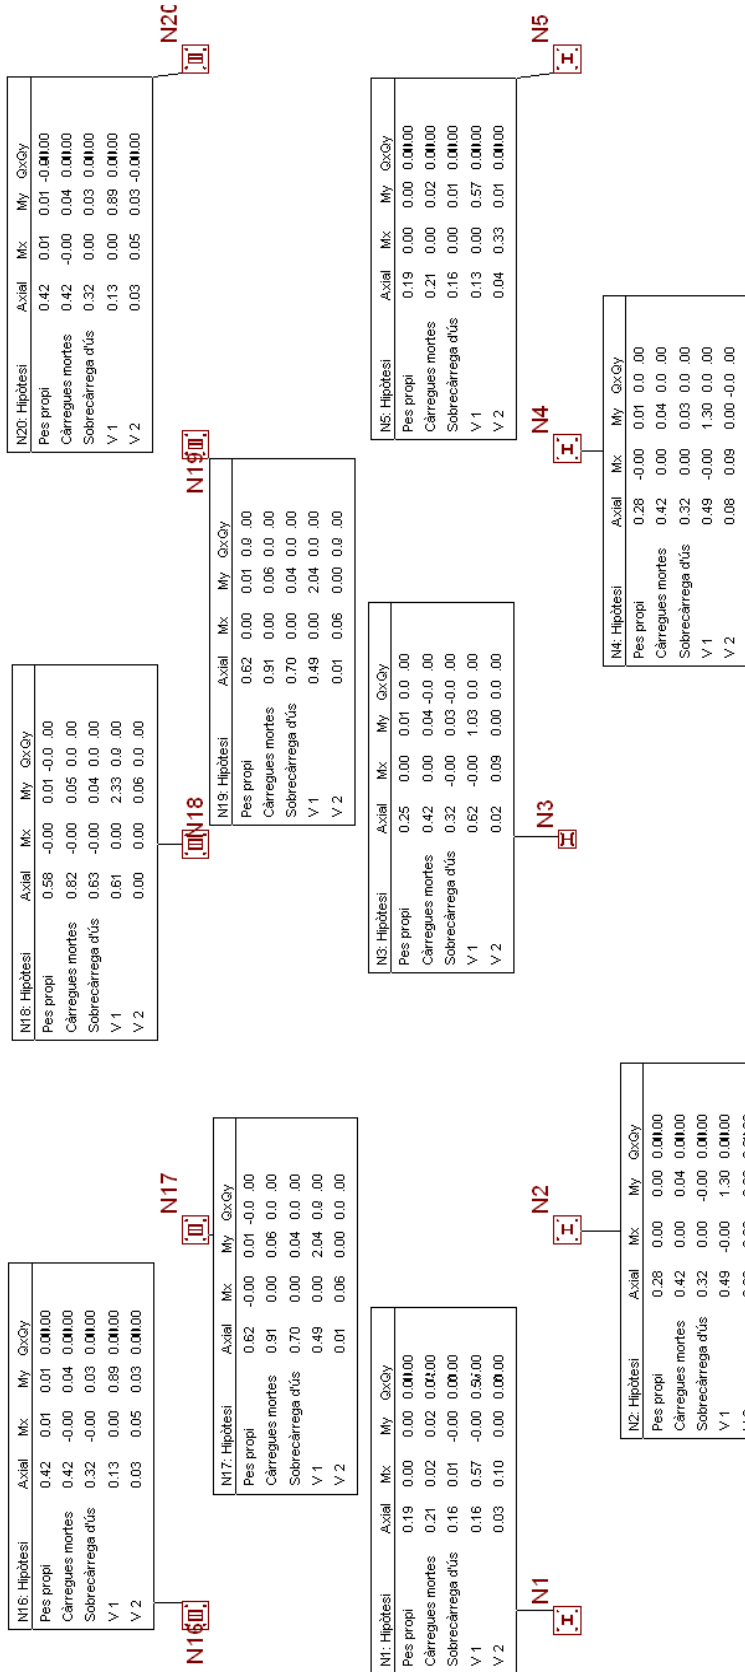 N16
N16: Hipòtesi Axial Mx My QxQy
Pes propi 0.42 0.01 0.01
Càrregues mortes 0.42 -0.00 0.04
Sobrecàrrega d'ús 0.32 -0.00 0.03
V 1 0.13 0.00 0.89
V 2 0.03 0.05 0.03
N17
N17: Hipòtesi Axial Mx My QxQy
Pes propi 0.62 -0.00 0.01 -0.0 .00
Càrregues mortes 0.91 0.00 0.06 0.0 .00
Sobrecàrrega d'ús 0.70 0.00 0.04 0.0 .00
V 1 0.49 0.00 2.04 0.0 .00
V 2 0.01 0.06 0.00 0.0 .00
N18: Hipòtesi Axial Mx My QxQy
Pes propi 0.58 -0.00 0.01 -0.0 .00
Càrregues mortes 0.82 -0.00 0.05 0.0 .00
Sobrecàrrega d'ús 0.63 -0.00 0.04 0.0 .00
V 1 0.61 0.00 2.33 0.0 .00
V 2 0.00 0.00 0.06 0.0 .00
N18
N19
N19: Hipòtesi Axial Mx My QxQy
Pes propi 0.62 0.00 0.01 0.0 .00
Càrregues mortes 0.91 0.00 0.06 0.0 .00
Sobrecàrrega d'ús 0.70 0.00 0.04 0.0 .00
V 1 0.49 0.00 2.04 0.0 .00
V 2 0.01 0.06 0.00 0.0 .00
N20: Hipòtesi Axial Mx My QxQy
Pes propi 0.42 0.01 0.01
Càrregues mortes 0.42 -0.00 0.04
Sobrecàrrega d'ús 0.32 0.00 0.03
V 1 0.13 0.00 0.89
V 2 0.03 0.05 0.03
N20
N1: Hipòtesi Axial Mx My QxQy
Pes propi 0.19 0.00 0.00
Càrregues mortes 0.21 0.02 0.02
Sobrecàrrega d'ús 0.16 0.01 -0.00
V 1 0.16 0.57 -0.00
V 2 0.03 0.10 0.00
N1
N2
N2: Hipòtesi Axial Mx My QxQy
Pes propi 0.28 0.00 0.00
Càrregues mortes 0.42 0.00 0.04
Sobrecàrrega d'ús 0.32 0.00 -0.00
V 1 0.49 -0.00 1.30
N3: Hipòtesi Axial Mx My QxQy
Pes propi 0.25 0.00 0.01 0.0 .00
Càrregues mortes 0.42 0.00 0.04 -0.0 .00
Sobrecàrrega d'ús 0.32 -0.00 0.03 -0.0 .00
V 1 0.62 -0.00 1.03 0.0 .00
V 2 0.02 0.09 0.00 0.0 .00
N3
N4
N4: Hipòtesi Axial Mx My QxQy
Pes propi 0.28 -0.00 0.01 0.0 .00
Càrregues mortes 0.42 0.00 0.04 0.0 .00
Sobrecàrrega d'ús 0.32 0.00 0.03 0.0 .00
V 1 0.49 -0.00 1.30 0.0 .00
V 2 0.08 0.09 0.00 -0.0 .00
N5: Hipòtesi Axial Mx My QxQy
Pes propi 0.19 0.00 0.00
Càrregues mortes 0.21 0.00 0.02
Sobrecàrrega d'ús 0.16 0.00 0.01
V 1 0.13 0.00 0.57
V 2 0.04 0.33 0.01
N5